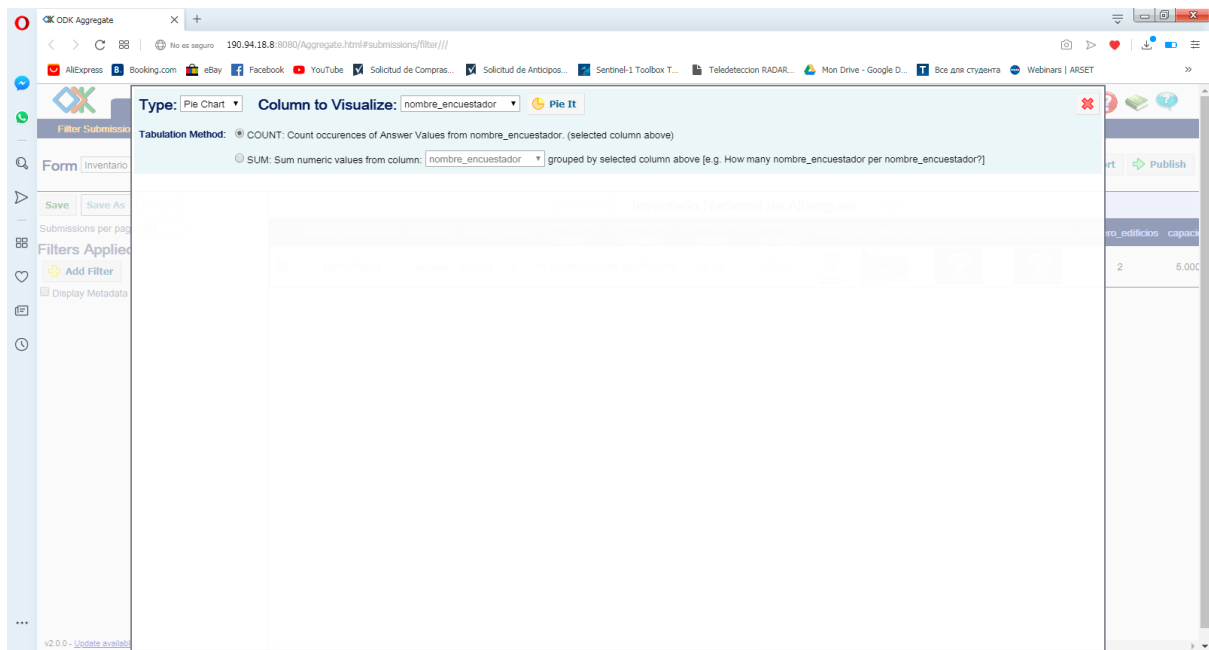 ODK Aggregate
No es seguro 190.94.18.8:8080/Aggregate.html#submissions/filter///
AliExpress B. Booking.com eBay Facebook YouTube Solicitud de Compras... Solicitud de Anticipos... Sentinel-1 Toolbox T... Teledeteccion RADAR... Mon Drive - Google D... T Все для студента Webinars | ARSET »
Type: Pie Chart Column to Visualize: nombre_encuestador Pie It
Filter Submissio
Tabulation Method: COUNT: Count occurences of Answer Values from nombre_encuestador. (selected column above)
SUM: Sum numeric values from column: nombre_encuestador grouped by selected column above [e.g. How many nombre_encuestador per nombre_encuestador?]
Form Inventario
rt Publish
Save Save As
Inventario Nacional de Albergues
Submissions per pag
ro_edificios capaci
Filters Applied
Add Filter
2 5.000
Display Metadata
v2.0.0 - Update availabl